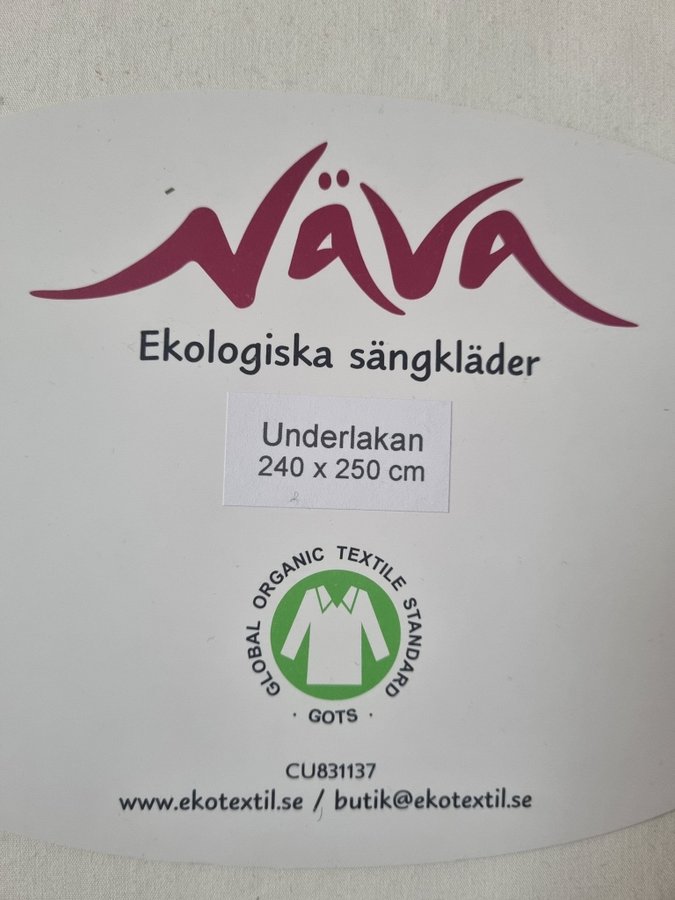 Näva
Ekologiska sängkläder
Underlakan
240 x 250 cm
GLOBAL ORGANIC TEXTILE STANDARD
· GOTS ·
CU831137
www.ekotextil.se / butik@ekotextil.se